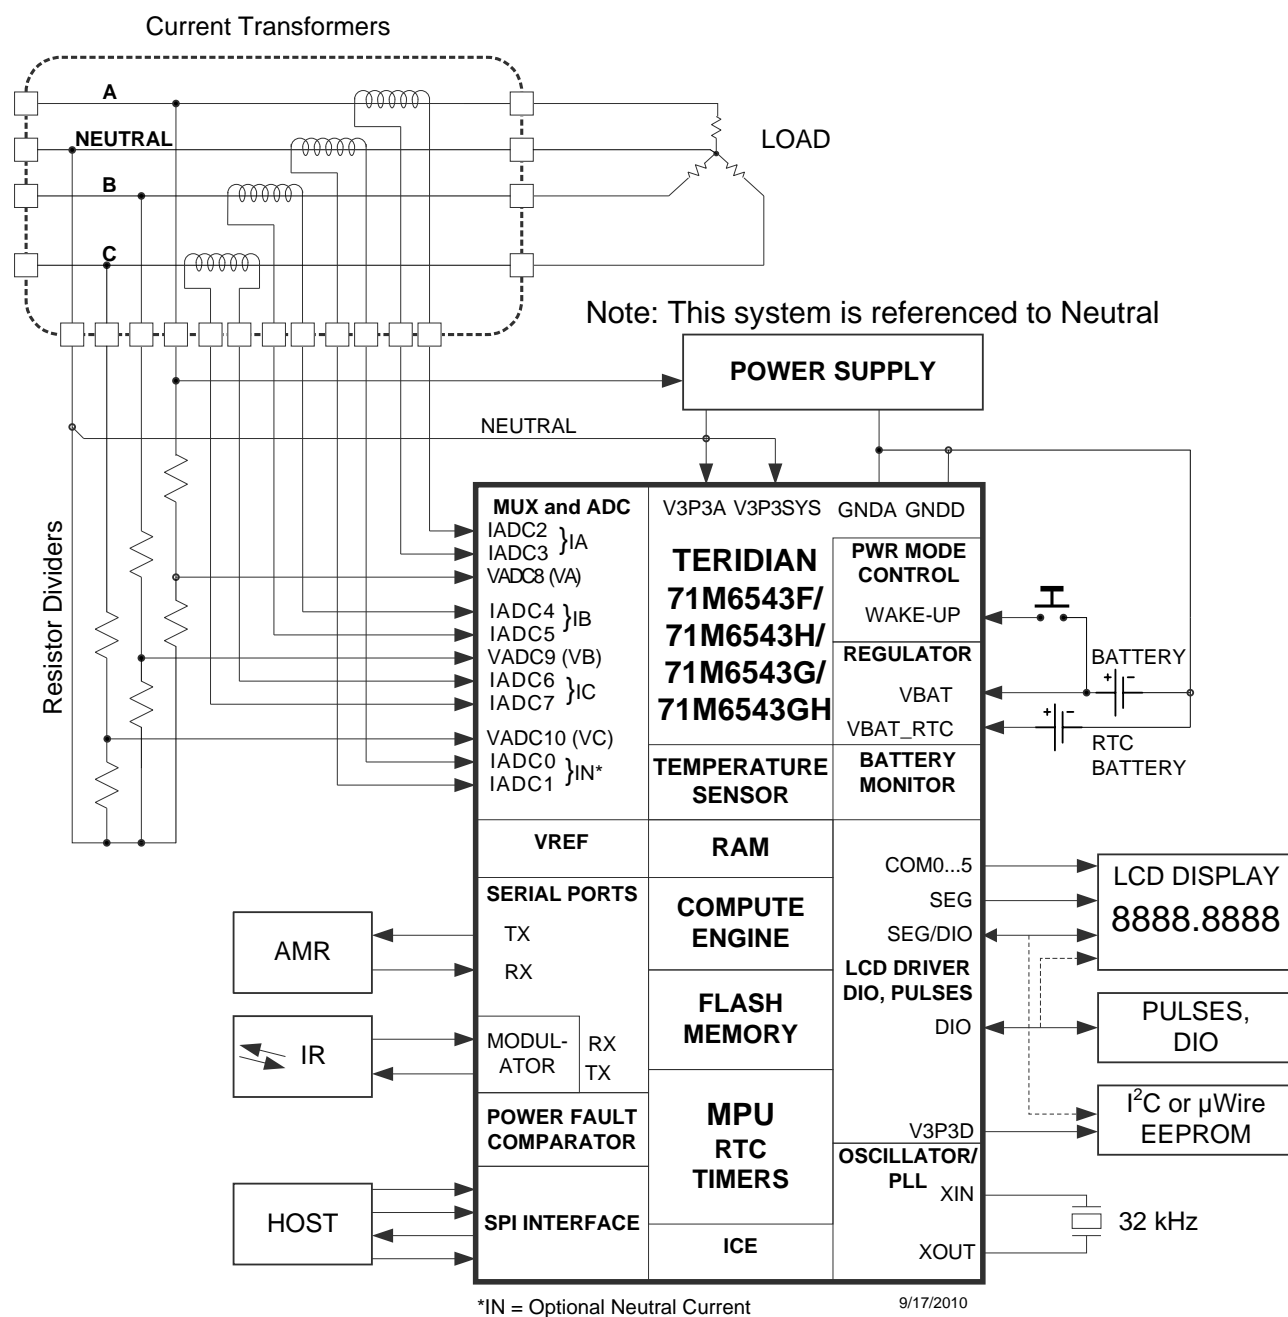 Current Transformers
A
NEUTRAL
B
C
LOAD
Note: This system is referenced to Neutral
POWER SUPPLY
NEUTRAL
Resistor Dividers
MUX and ADC
IADC2
IADC3
}IA
VADC8 (VA)
IADC4
IADC5
}IB
VADC9 (VB)
IADC6
IADC7
}IC
VADC10 (VC)
IADC0
IADC1
}IN*
V3P3A V3P3SYS GNDA GNDD
TERIDIAN
71M6543F/
71M6543H/
71M6543G/
71M6543GH
PWR MODE
CONTROL
WAKE-UP
REGULATOR
VBAT
VBAT_RTC
BATTERY
+ -
+ -
RTC
BATTERY
TEMPERATURE
SENSOR
BATTERY
MONITOR
VREF
RAM
SERIAL PORTS
TX
RX
AMR
COMPUTE
ENGINE
COM0...5
SEG
SEG/DIO
LCD DRIVER
DIO, PULSES
DIO
LCD DISPLAY
8888.8888
FLASH
MEMORY
PULSES,
DIO
IR
MODUL-
ATOR
RX
TX
POWER FAULT
COMPARATOR
MPU
RTC
TIMERS
V3P3D
I²C or µWire
EEPROM
OSCILLATOR/
PLL
XIN
XOUT
32 kHz
HOST
SPI INTERFACE
ICE
*IN = Optional Neutral Current
9/17/2010